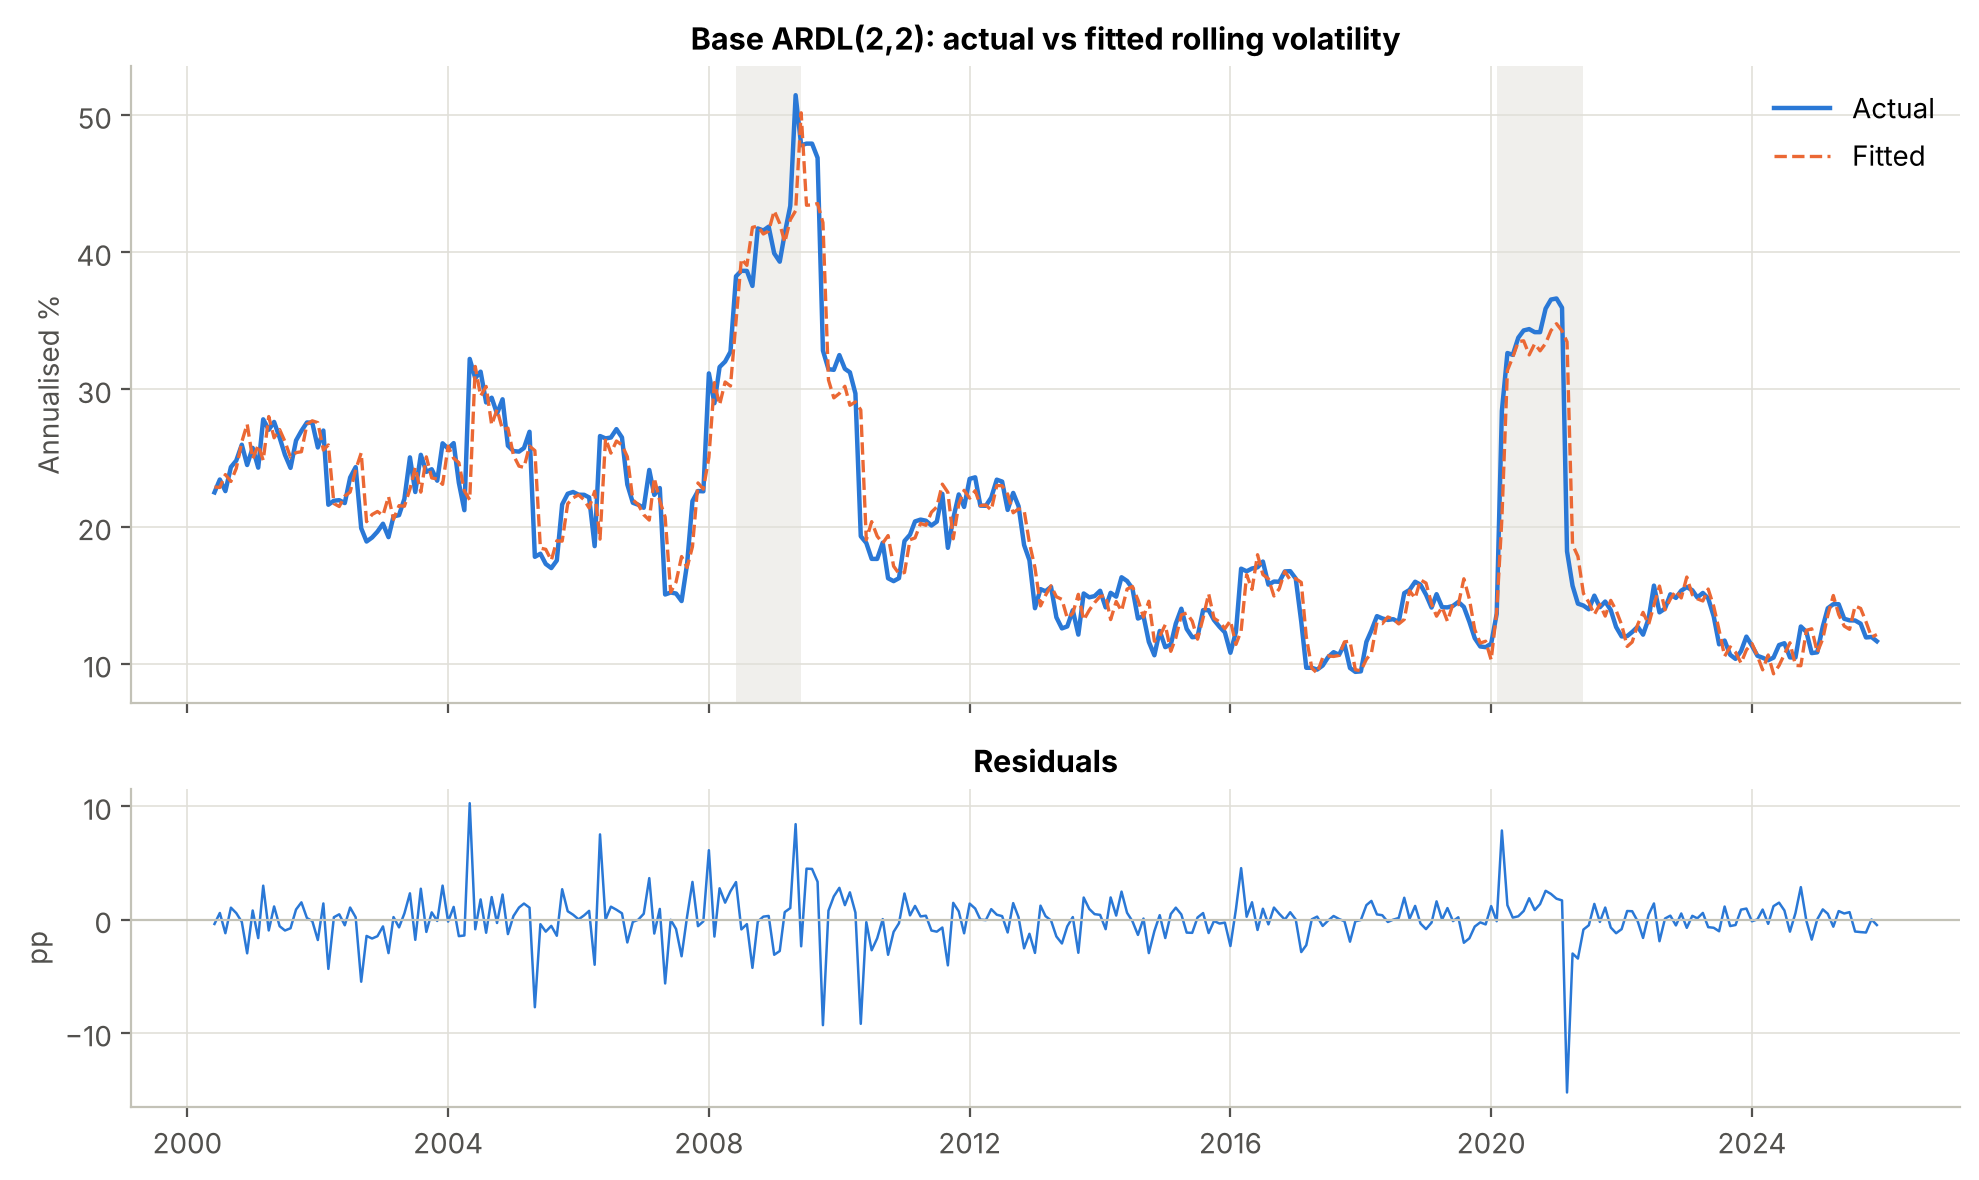 Base ARDL(2,2): actual vs fitted rolling volatility
Annualised %
50
40
30
20
10
Actual
Fitted
Residuals
pp
10
0
−10
2000 2004 2008 2012 2016 2020 2024